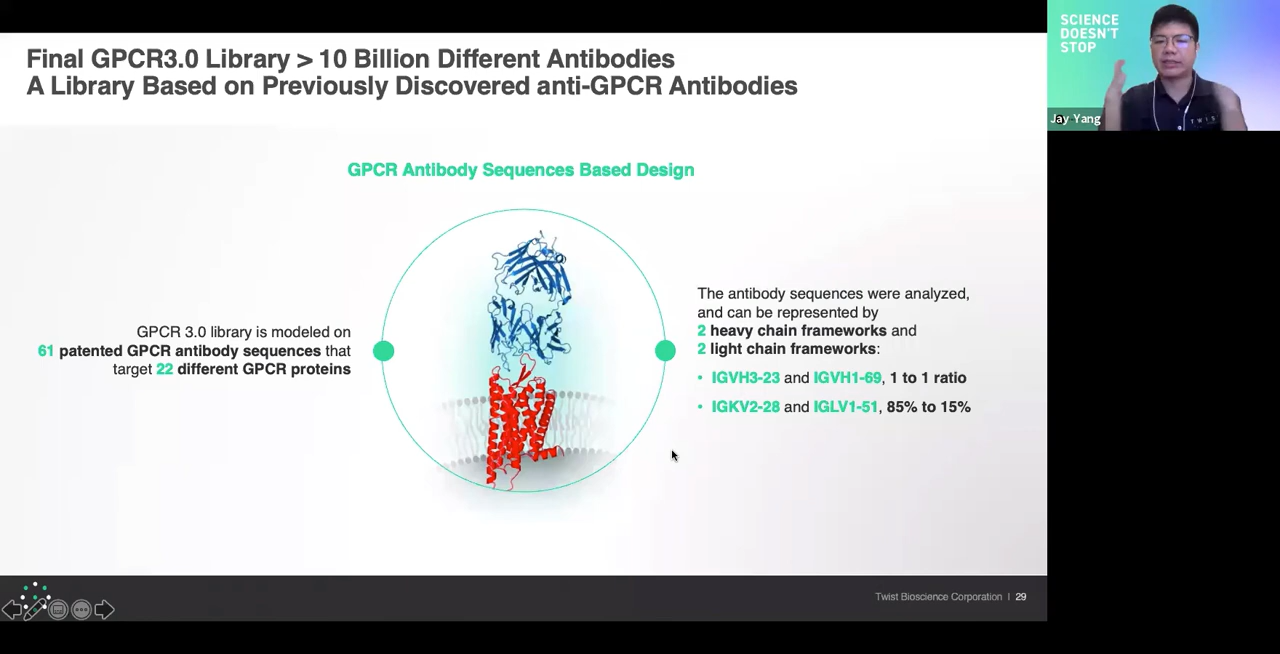 Final GPCR3.0 Library > 10 Billion Different Antibodies
A Library Based on Previously Discovered anti-GPCR Antibodies
GPCR Antibody Sequences Based Design
GPCR 3.0 library is modeled on
61 patented GPCR antibody sequences that
target 22 different GPCR proteins
The antibody sequences were analyzed,
and can be represented by
2 heavy chain frameworks and
2 light chain frameworks:
• IGVH3-23 and IGVH1-69, 1 to 1 ratio
• IGKV2-28 and IGLV1-51, 85% to 15%
Twist Bioscience Corporation | 29
SCIENCE
DOESN'T
STOP
Jay Yang
TWIS